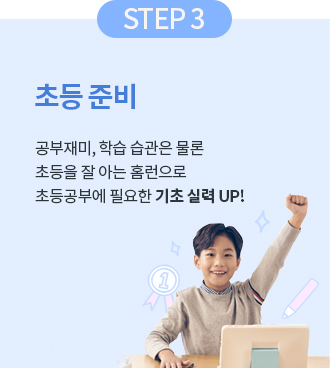 STEP 3
초등 준비
공부재미, 학습 습관은 물론
초등을 잘 아는 홈런으로
초등공부에 필요한 기초 실력 UP!
1